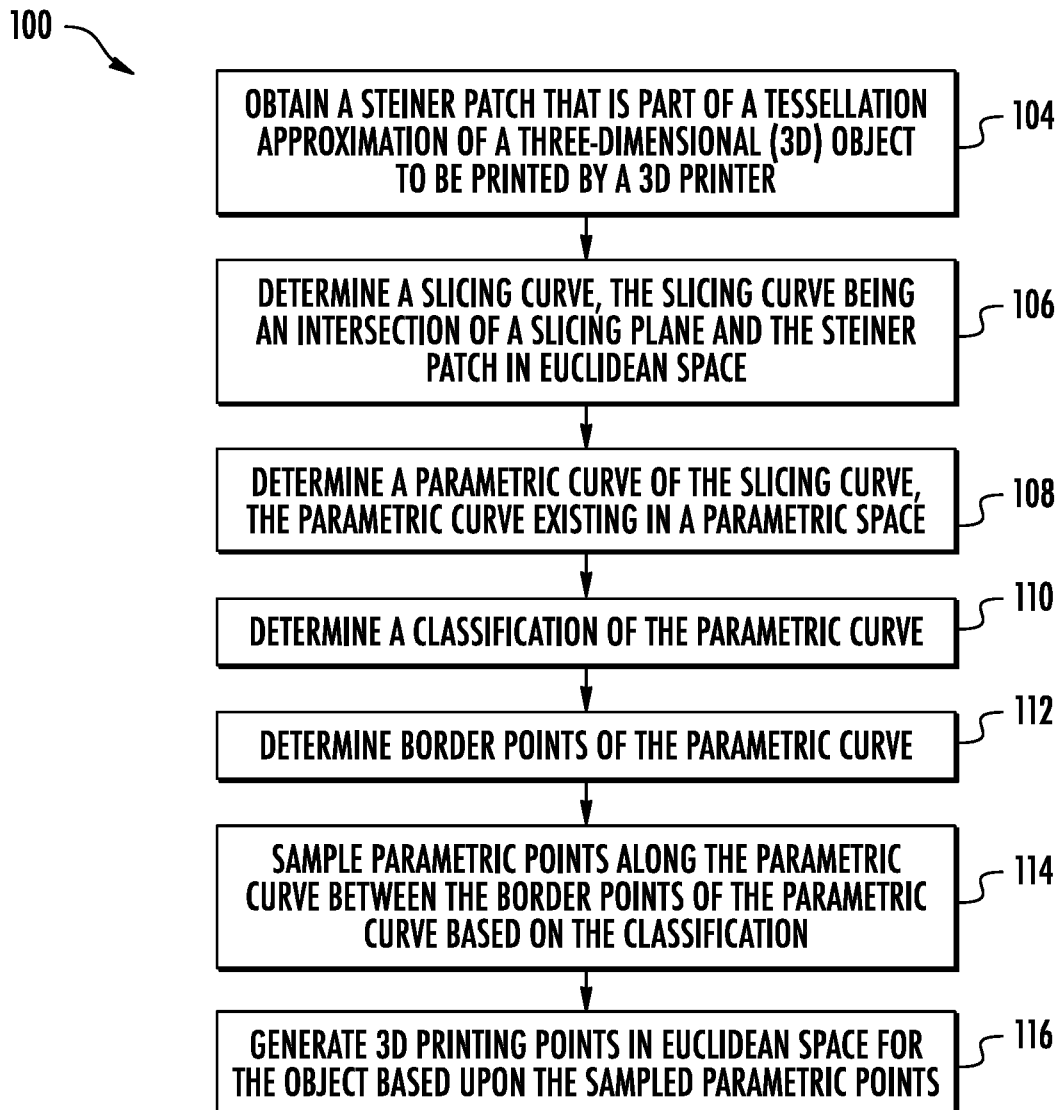 100
OBTAIN A STEINER PATCH THAT IS PART OF A TESSELLATION
APPROXIMATION OF A THREE-DIMENSIONAL (3D) OBJECT
TO BE PRINTED BY A 3D PRINTER
104
DETERMINE A SLICING CURVE, THE SLICING CURVE BEING
AN INTERSECTION OF A SLICING PLANE AND THE STEINER
PATCH IN EUCLIDEAN SPACE
106
DETERMINE A PARAMETRIC CURVE OF THE SLICING CURVE,
THE PARAMETRIC CURVE EXISTING IN A PARAMETRIC SPACE
108
DETERMINE A CLASSIFICATION OF THE PARAMETRIC CURVE
110
DETERMINE BORDER POINTS OF THE PARAMETRIC CURVE
112
SAMPLE PARAMETRIC POINTS ALONG THE PARAMETRIC
CURVE BETWEEN THE BORDER POINTS OF THE PARAMETRIC
CURVE BASED ON THE CLASSIFICATION
114
GENERATE 3D PRINTING POINTS IN EUCLIDEAN SPACE FOR
THE OBJECT BASED UPON THE SAMPLED PARAMETRIC POINTS
116